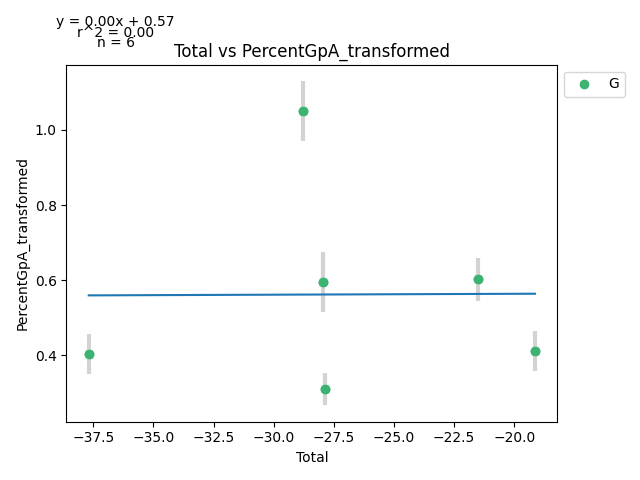 y = 0.00x + 0.57
r^2 = 0.00
n = 6
Total vs PercentGpA_transformed
G
PercentGpA_transformed
1.0
0.8
0.6
0.4
−37.5 −35.0 −32.5 −30.0 −27.5 −25.0 −22.5 −20.0
Total